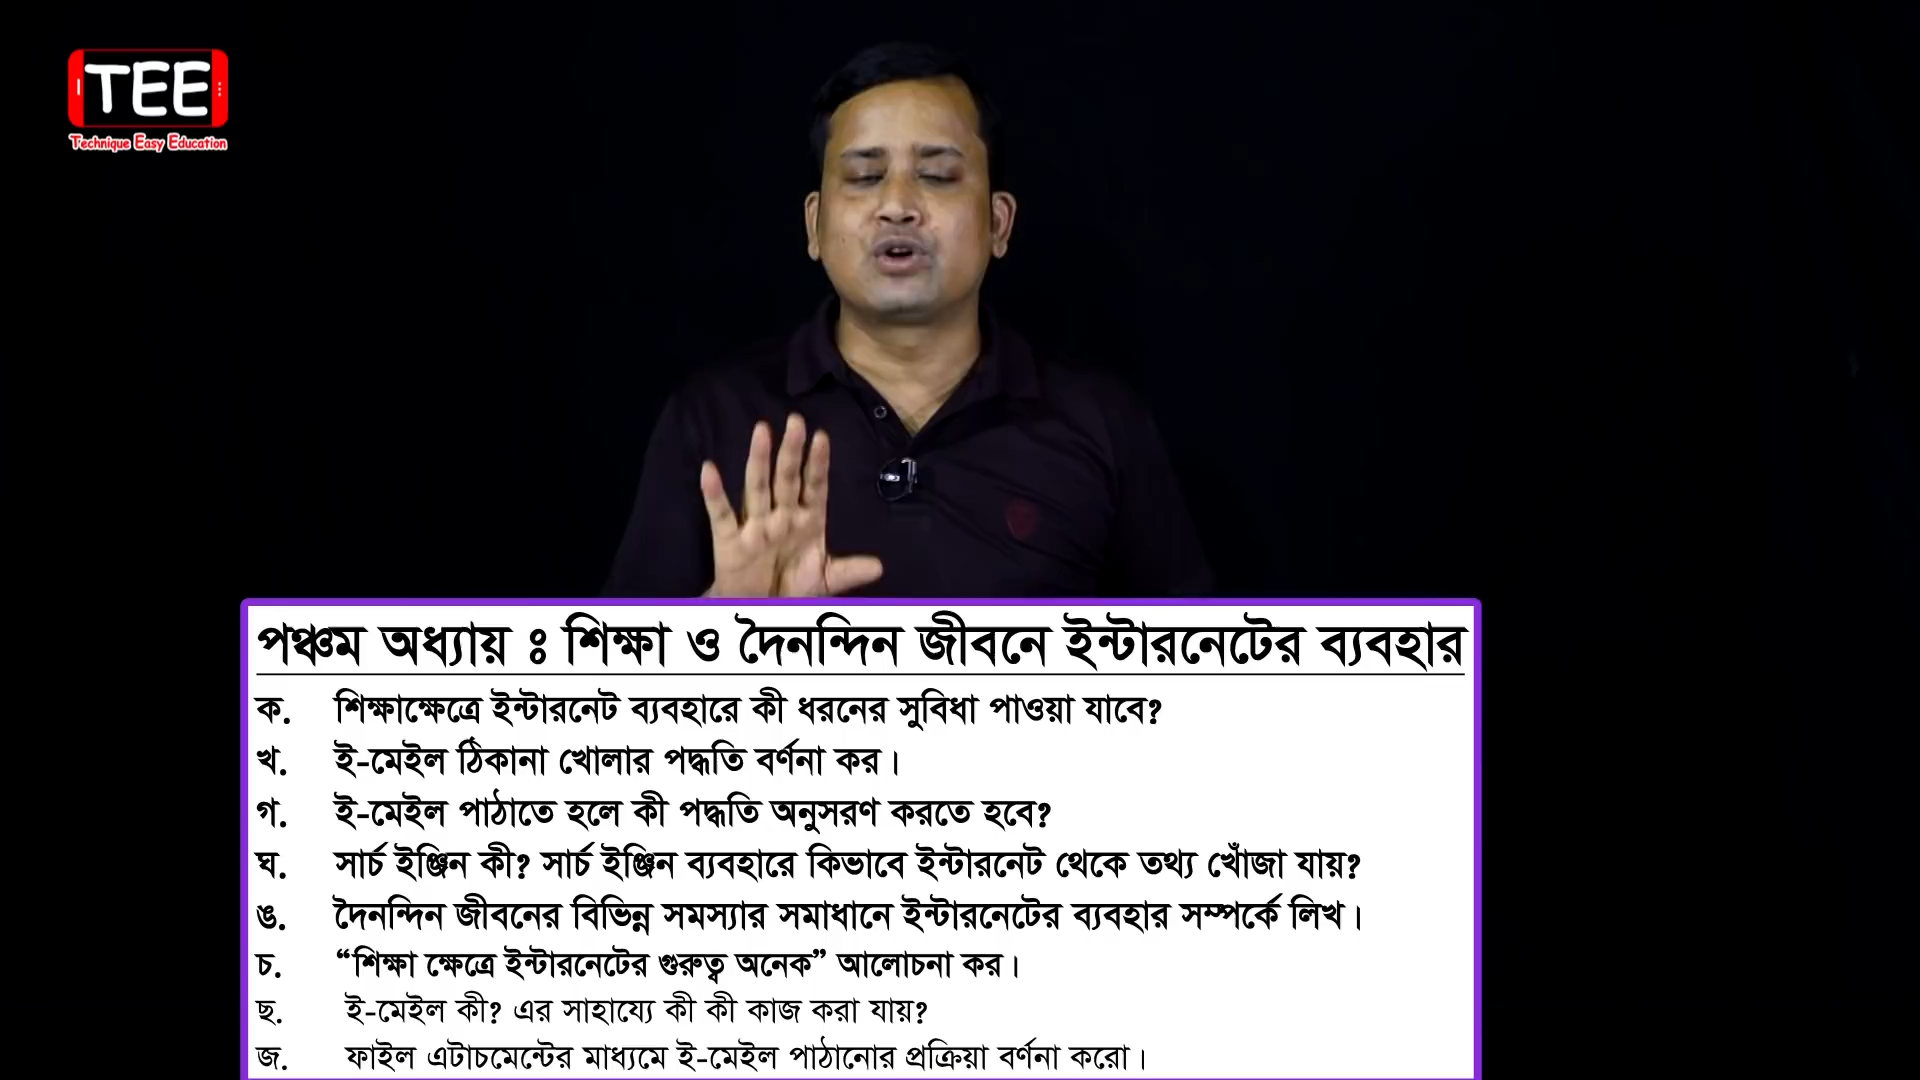 TEE
Technique Easy Education
পঞ্চম অধ্যায় ঃ শিক্ষা ও দৈনন্দিন জীবনে ইন্টারনেটের ব্যবহার
ক. শিক্ষাক্ষেত্রে ইন্টারনেট ব্যবহারে কী ধরনের সুবিধা পাওয়া যাবে?
খ. ই-মেইল ঠিকানা খোলার পদ্ধতি বর্ণনা কর।
গ. ই-মেইল পাঠাতে হলে কী পদ্ধতি অনুসরণ করতে হবে?
ঘ. সার্চ ইঞ্জিন কী? সার্চ ইঞ্জিন ব্যবহারে কিভাবে ইন্টারনেট থেকে তথ্য খোঁজা যায়?
ঙ. দৈনন্দিন জীবনের বিভিন্ন সমস্যার সমাধানে ইন্টারনেটের ব্যবহার সম্পর্কে লিখ।
চ. “শিক্ষা ক্ষেত্রে ইন্টারনেটের গুরুত্ব অনেক” আলোচনা কর।
ছ. ই-মেইল কী? এর সাহায্যে কী কী কাজ করা যায়?
জ. ফাইল এটাচমেন্টের মাধ্যমে ই-মেইল পাঠানোর প্রক্রিয়া বর্ণনা করো।